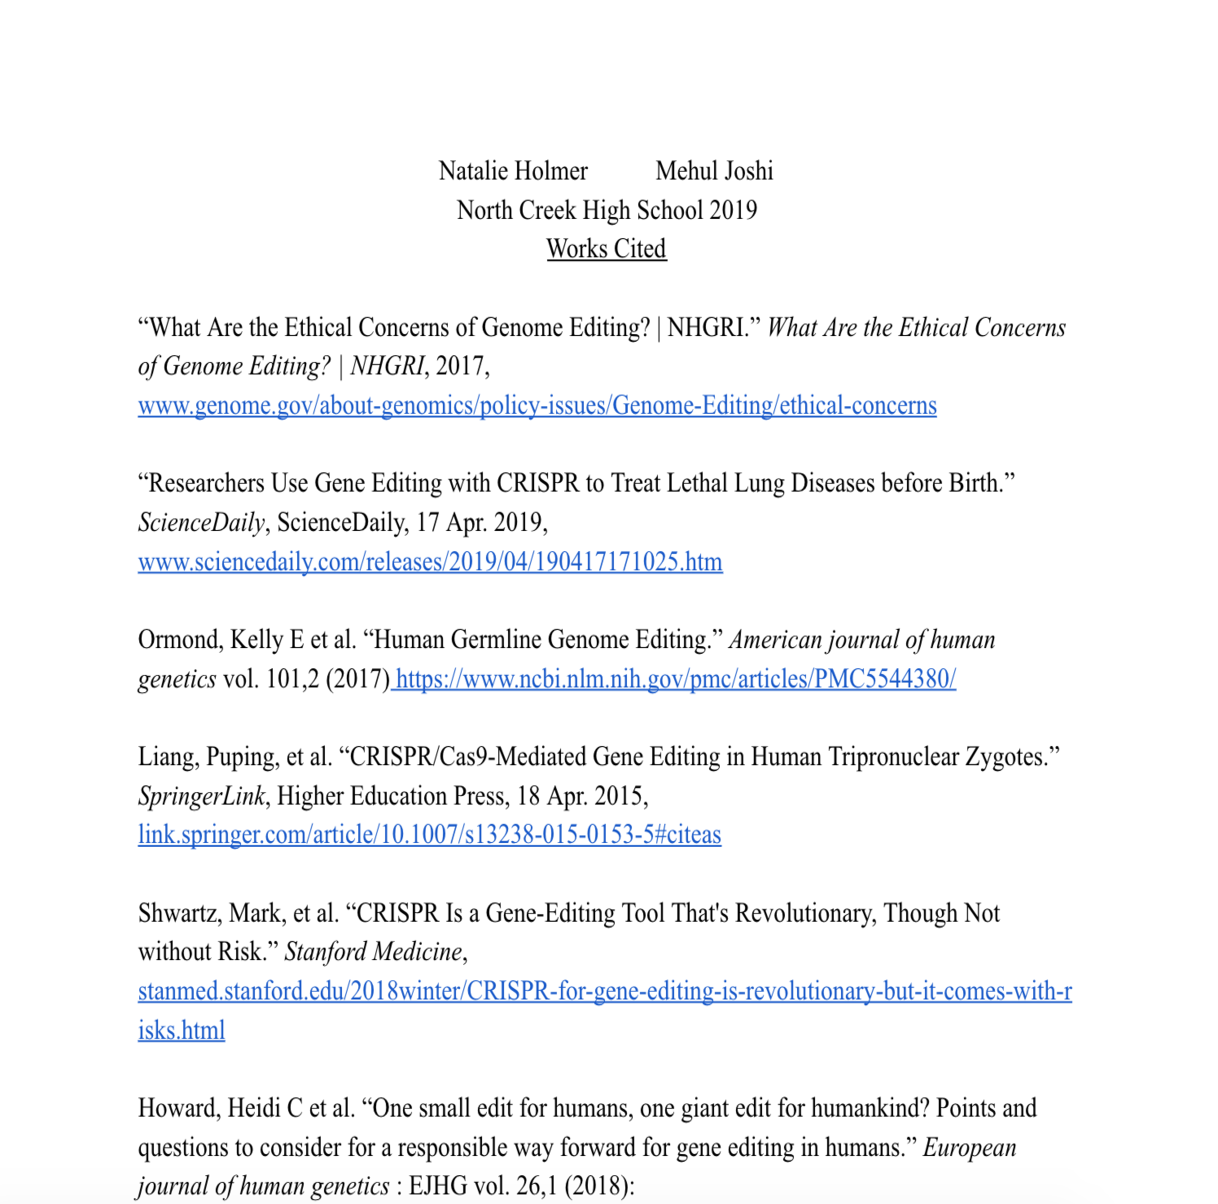 Natalie Holmer Mehul Joshi
North Creek High School 2019
Works Cited
“What Are the Ethical Concerns of Genome Editing? | NHGRI.” What Are the Ethical Concerns
of Genome Editing? | NHGRI, 2017,
www.genome.gov/about-genomics/policy-issues/Genome-Editing/ethical-concerns
“Researchers Use Gene Editing with CRISPR to Treat Lethal Lung Diseases before Birth.”
ScienceDaily, ScienceDaily, 17 Apr. 2019,
www.sciencedaily.com/releases/2019/04/190417171025.htm
Ormond, Kelly E et al. “Human Germline Genome Editing.” American journal of human
genetics vol. 101,2 (2017) https://www.ncbi.nlm.nih.gov/pmc/articles/PMC5544380/
Liang, Puping, et al. “CRISPR/Cas9-Mediated Gene Editing in Human Tripronuclear Zygotes.”
SpringerLink, Higher Education Press, 18 Apr. 2015,
link.springer.com/article/10.1007/s13238-015-0153-5#citeas
Shwartz, Mark, et al. “CRISPR Is a Gene-Editing Tool That's Revolutionary, Though Not
without Risk.” Stanford Medicine,
stanmed.stanford.edu/2018winter/CRISPR-for-gene-editing-is-revolutionary-but-it-comes-with-r
isks.html
Howard, Heidi C et al. “One small edit for humans, one giant edit for humankind? Points and
questions to consider for a responsible way forward for gene editing in humans.” European
journal of human genetics : EJHG vol. 26,1 (2018):